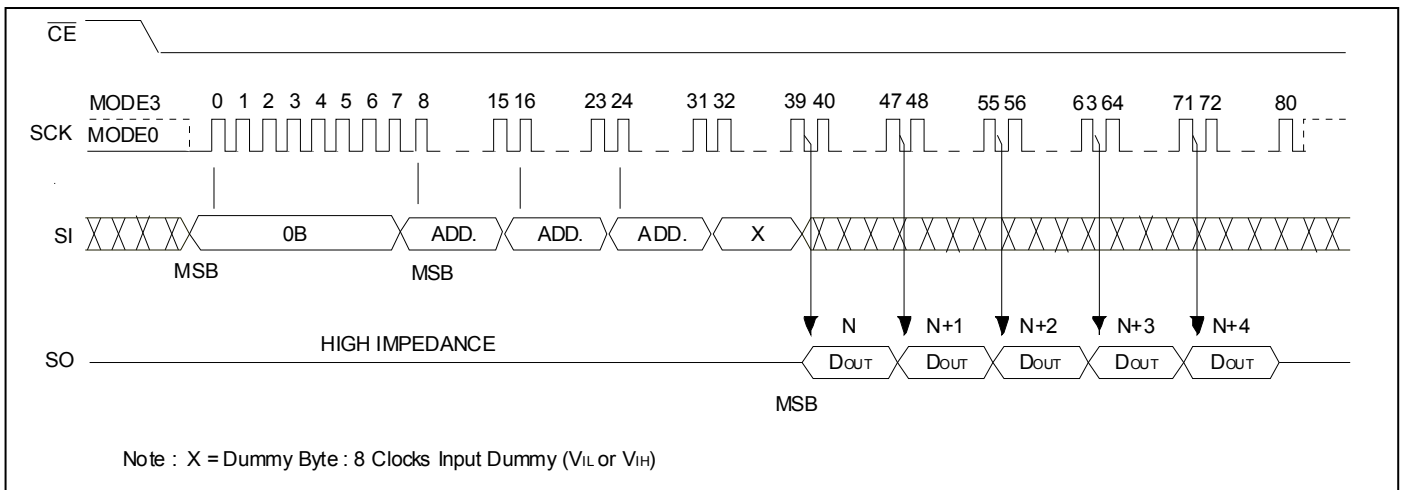 CE
MODE3 0 1 2 3 4 5 6 7 8 15 16 23 24 31 32 39 40 47 48 55 56 63 64 71 72 80
SCK MODE0
SI 0B ADD. ADD. ADD. X
MSB MSB
N N+1 N+2 N+3 N+4
HIGH IMPEDANCE
SO DOUT DOUT DOUT DOUT DOUT
MSB
Note : X = Dummy Byte : 8 Clocks Input Dummy (VIL or VIH)